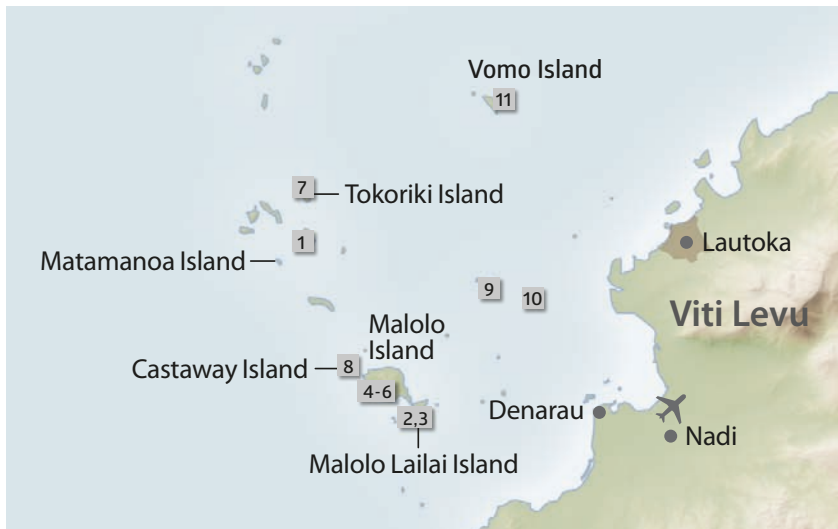 Vomo Island
11
7
Tokoriki Island
1
Lautoka
Matamanoa Island
9
10
Viti Levu
Malolo
Island
8
Castaway Island
4-6
2,3
Denarau
Nadi
Malolo Lailai Island